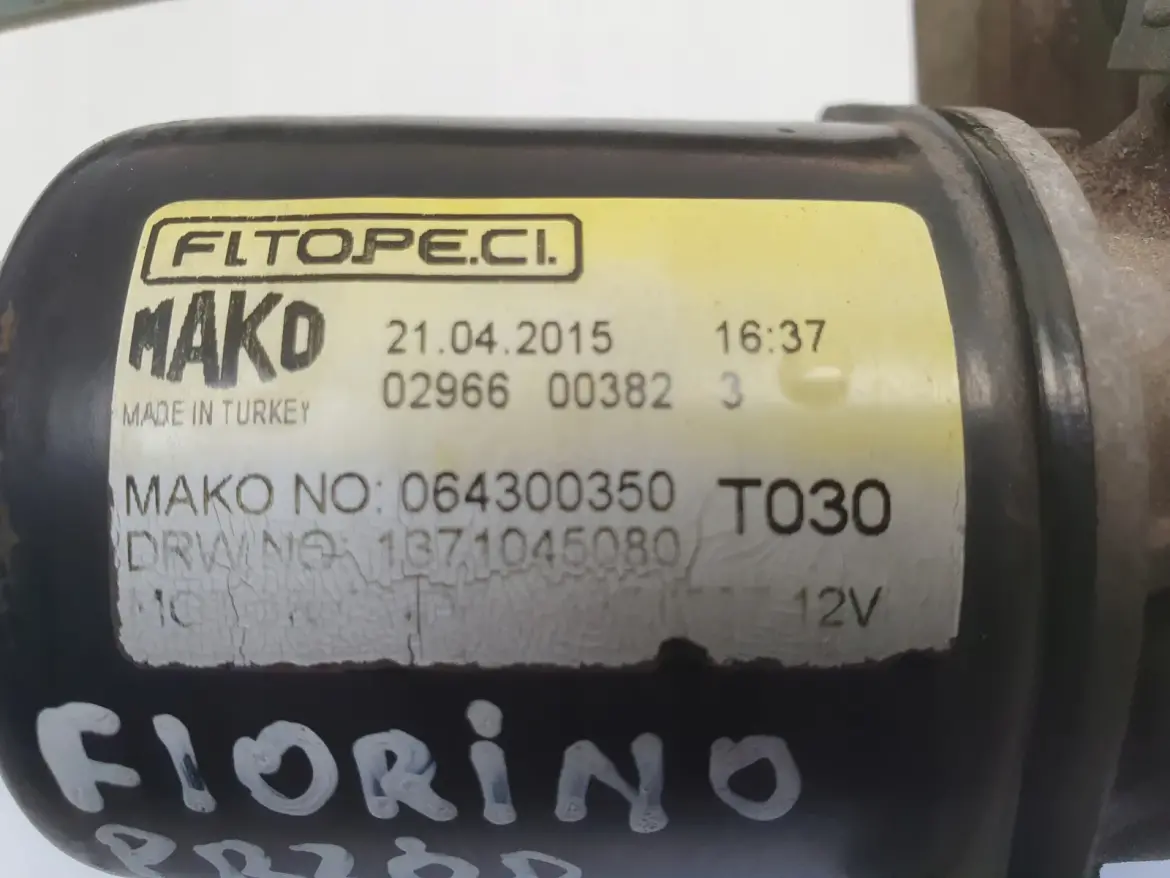 FITOPE.CI.
MAKO 21.04.2015 16:37
02966 00382 3
MADE IN TURKEY
MAKO NO: 064300350 T030
DRW NO: 1371045080
12V
FIORiNO